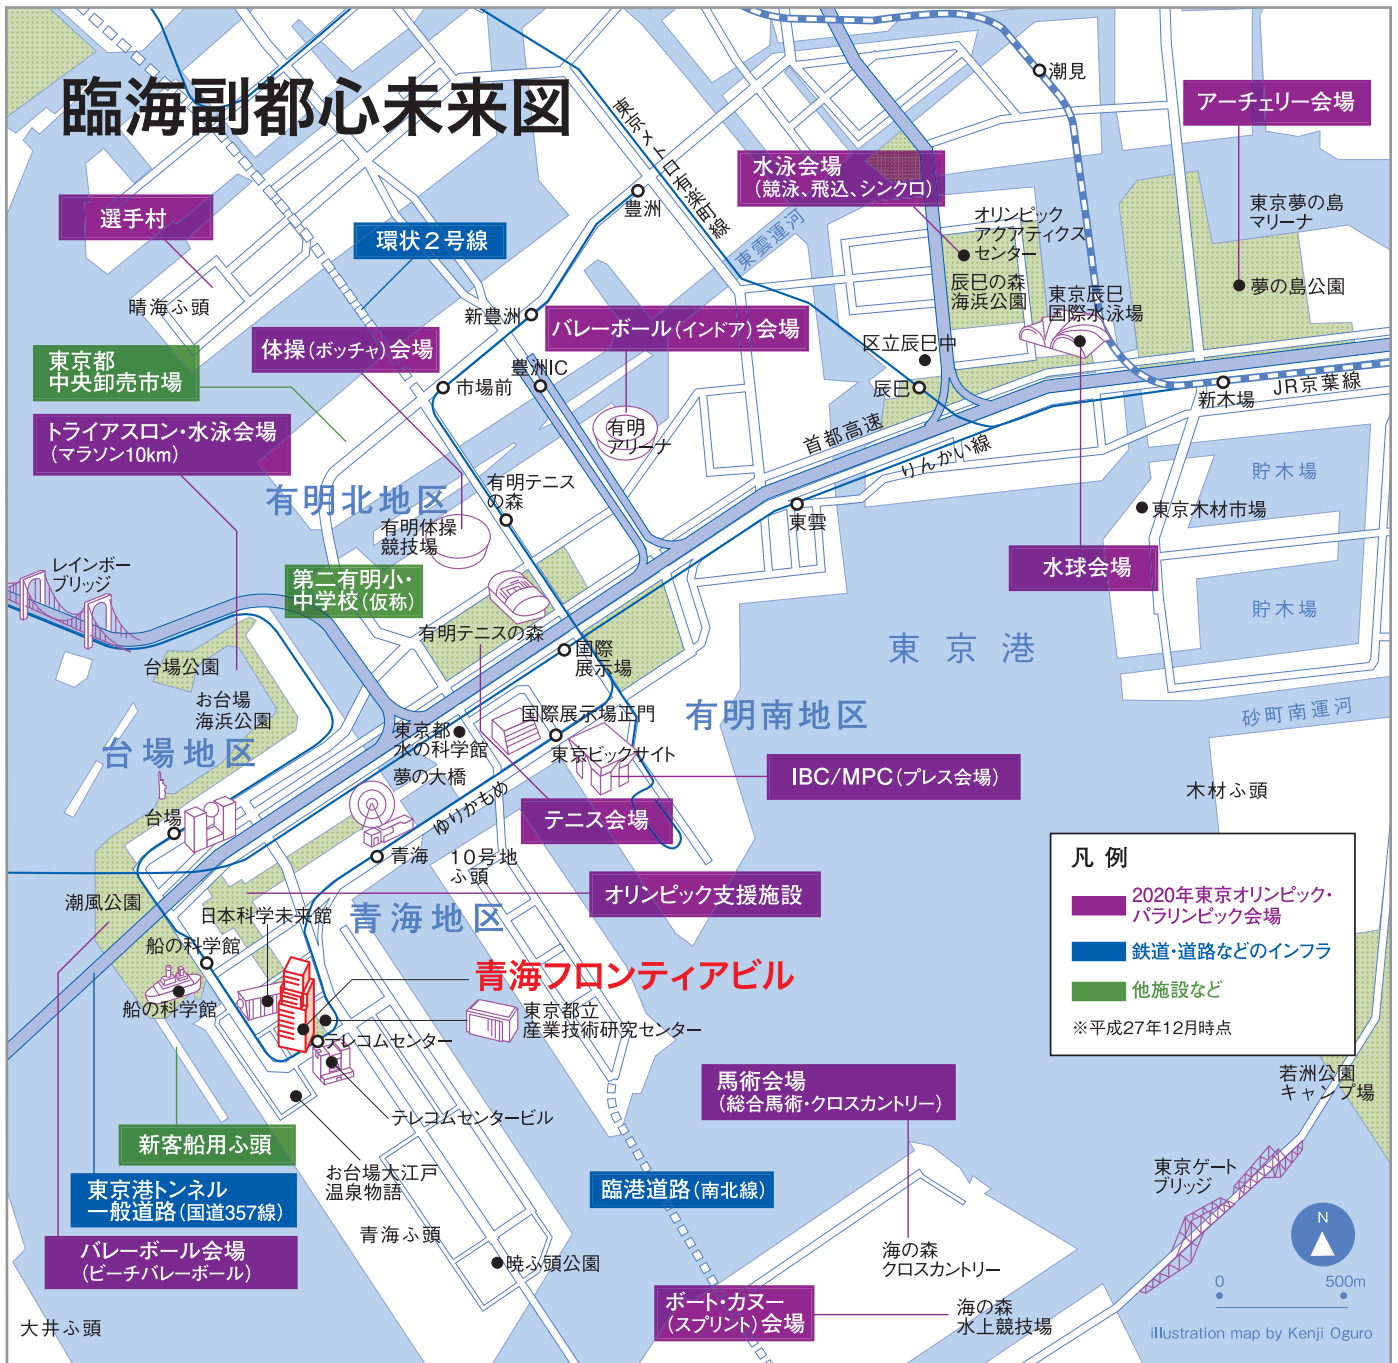 臨海副都心未来図
潮見
アーチェリー会場
東京メトロ有楽町線
水泳会場
(競泳、飛込、シンクロ)
選手村
豊洲
東京夢の島
マリーナ
オリンピック
アクアティクス
センター
環状2号線
東雲運河
辰巳の森
海浜公園
夢の島公園
晴海ふ頭
東京辰巳
国際水泳場
新豊洲
バレーボール(インドア)会場
体操(ボッチャ)会場
区立辰巳中
東京都
中央卸売市場
豊洲IC
市場前
辰巳
新木場
JR京葉線
トライアスロン・水泳会場
(マラソン10km)
有明
アリーナ
首都高速
りんかい線
貯木場
有明北地区
有明テニス
の森
東雲
東京木材市場
有明体操
競技場
レインボー
ブリッジ
水球会場
第二有明小・
中学校(仮称)
貯木場
有明テニスの森
東京港
国際
展示場
台場公園
お台場
海浜公園
有明南地区
砂町南運河
国際展示場正門
東京都
水の科学館
台場地区
東京ビックサイト
夢の大橋
IBC/MPC(プレス会場)
木材ふ頭
ゆりかもめ
台場
テニス会場
青海
10号地
ふ頭
凡例
2020年東京オリンピック・
パラリンピック会場
鉄道・道路などのインフラ
他施設など
※平成27年12月時点
オリンピック支援施設
潮風公園
日本科学未来館
青海地区
船の科学館
青海フロンティアビル
船の科学館
東京都立
産業技術研究センター
テレコムセンター
馬術会場
(総合馬術・クロスカントリー)
若洲公園
キャンプ場
テレコムセンタービル
新客船用ふ頭
お台場大江戸
温泉物語
東京ゲート
ブリッジ
東京港トンネル
一般道路(国道357線)
臨港道路(南北線)
青海ふ頭
バレーボール会場
(ビーチバレーボール)
暁ふ頭公園
海の森
クロスカントリー
N
0 500m
ボート・カヌー
(スプリント)会場
海の森
水上競技場
大井ふ頭
illustration map by Kenji Oguro